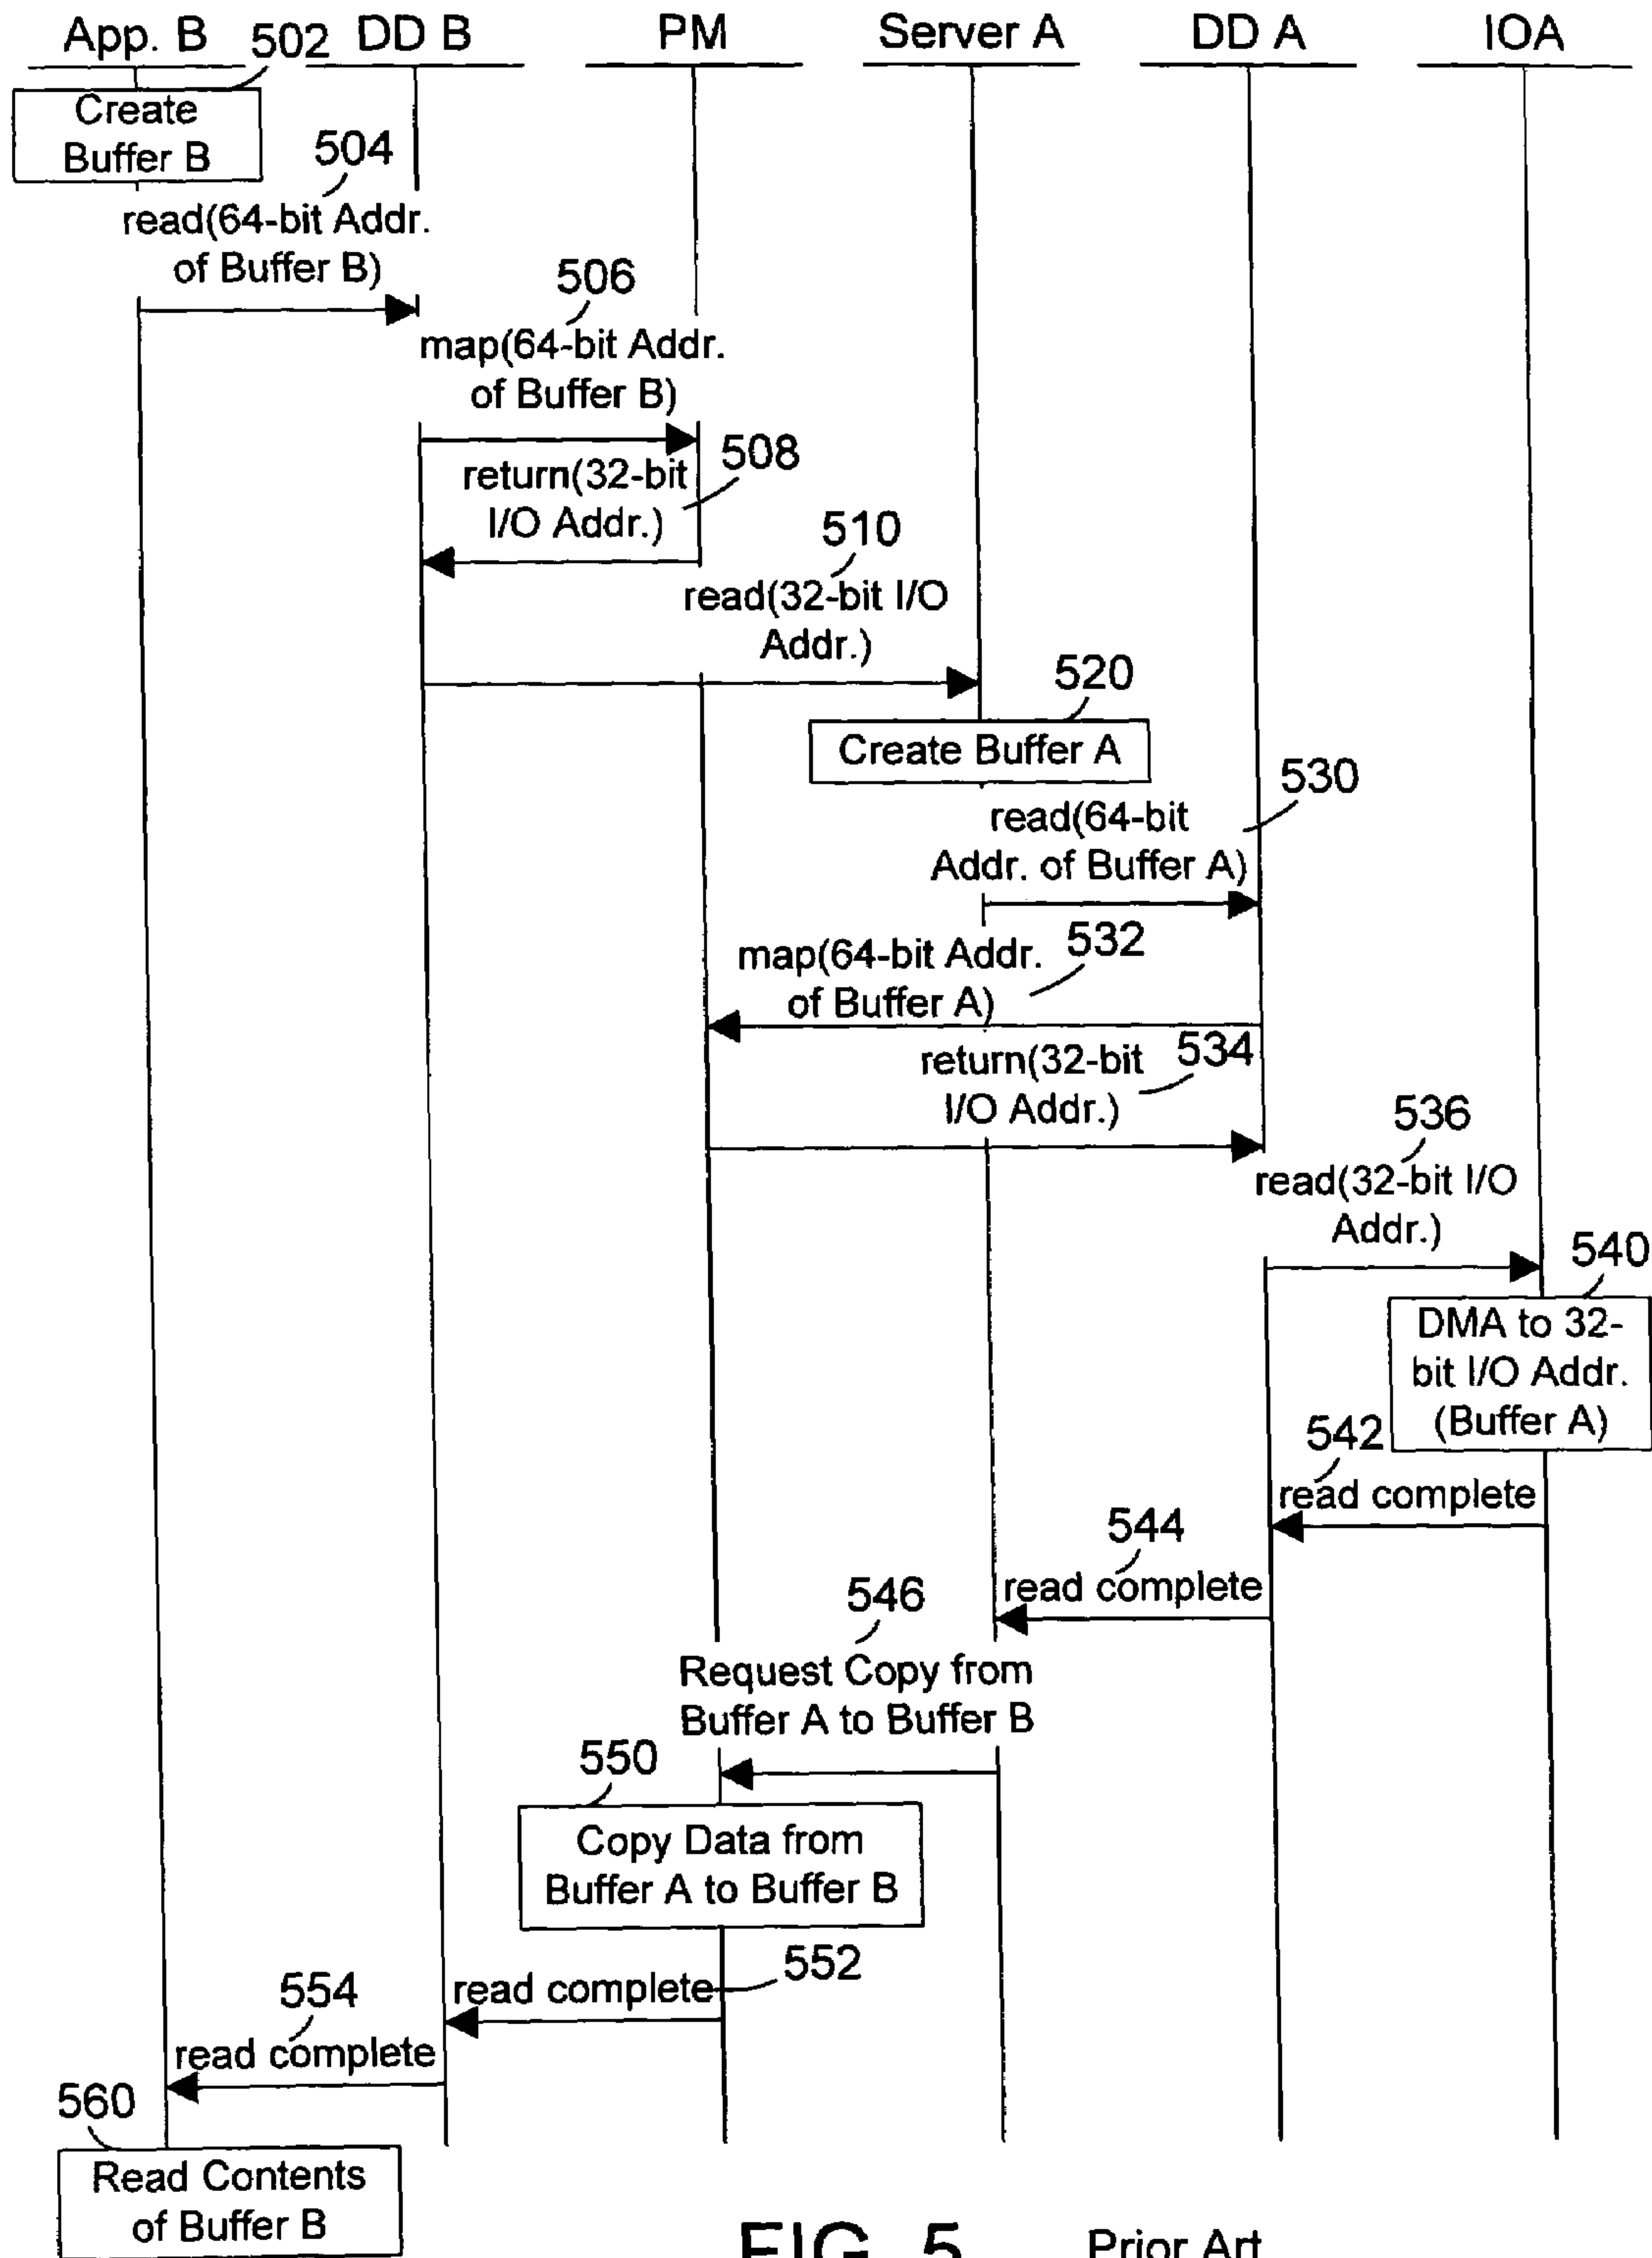 App. B
502
DD B
PM
Server A
DD A
IOA
Create
Buffer B
504
read(64-bit Addr.
of Buffer B)
506
map(64-bit Addr.
of Buffer B)
508
return(32-bit
I/O Addr.)
510
read(32-bit I/O
Addr.)
520
Create Buffer A
530
read(64-bit
Addr. of Buffer A)
532
map(64-bit Addr.
of Buffer A)
534
return(32-bit
I/O Addr.)
536
read(32-bit I/O
Addr.)
540
DMA to 32-
bit I/O Addr.
(Buffer A)
542
read complete
544
read complete
546
Request Copy from
Buffer A to Buffer B
550
Copy Data from
Buffer A to Buffer B
552
read complete
554
read complete
560
Read Contents
of Buffer B
FIG. 5
Prior Art